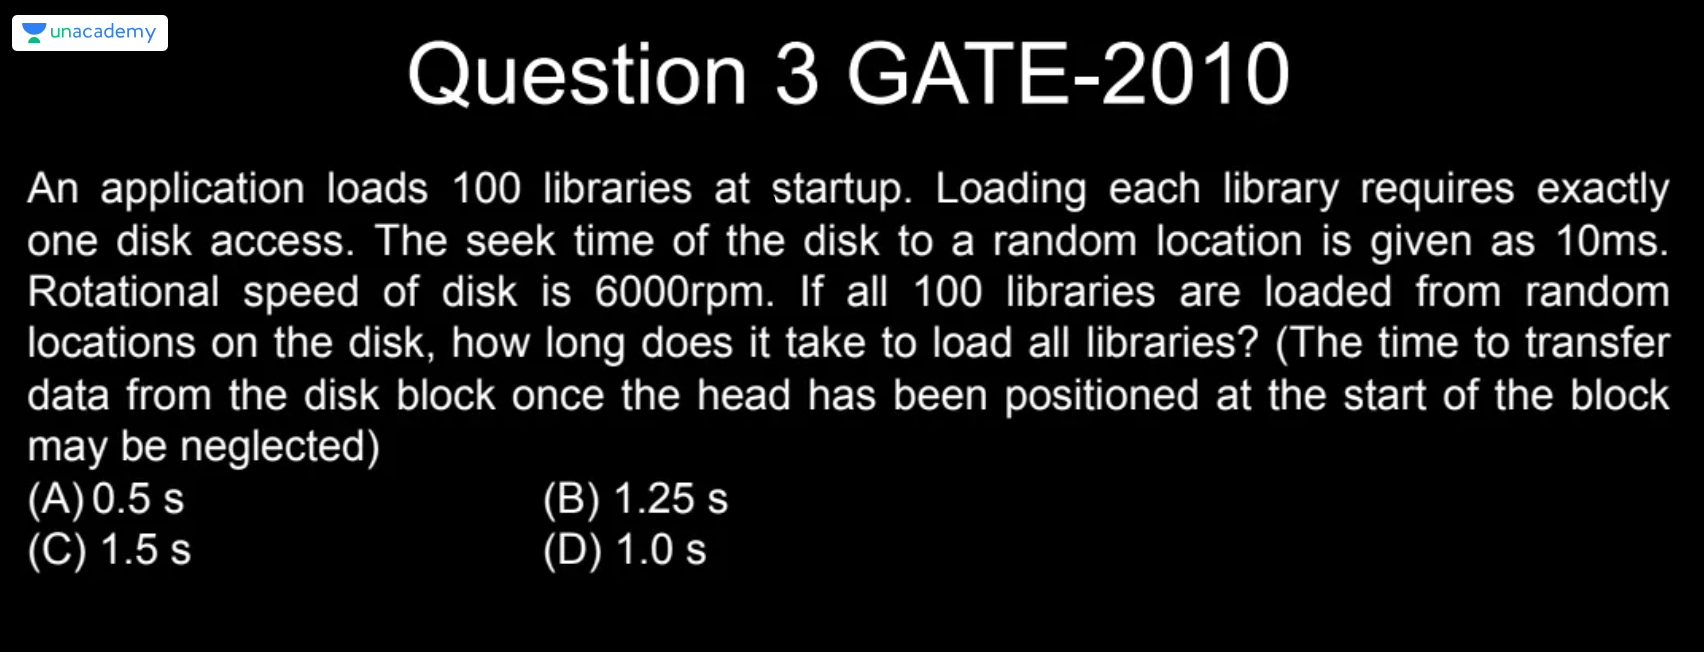 unacademy
Question 3 GATE-2010
An application loads 100 libraries at startup. Loading each library requires exactly
one disk access. The seek time of the disk to a random location is given as 10ms.
Rotational speed of disk is 6000rpm. If all 100 libraries are loaded from random
locations on the disk, how long does it take to load all libraries? (The time to transfer
data from the disk block once the head has been positioned at the start of the block
may be neglected)
(A) 0.5 s (B) 1.25 s
(C) 1.5 s (D) 1.0 s